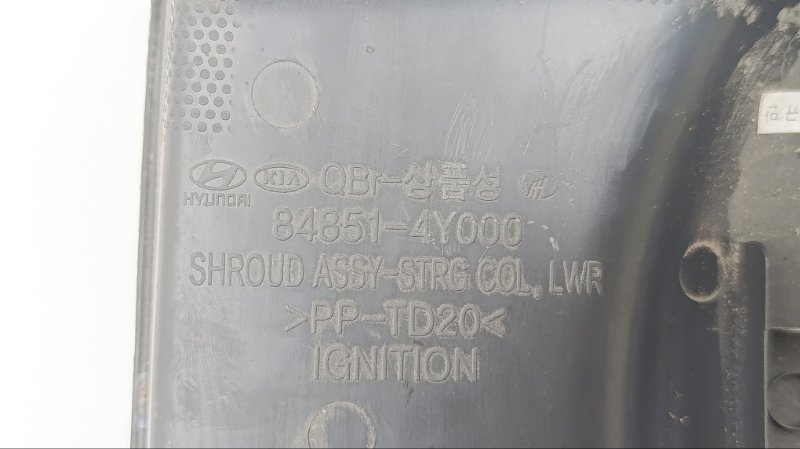 HYUNDAI KIA QBr-상품성
84851-4Y000
SHROUD ASSY-STRG COL, LWR
>PP-TD20<
IGNITION